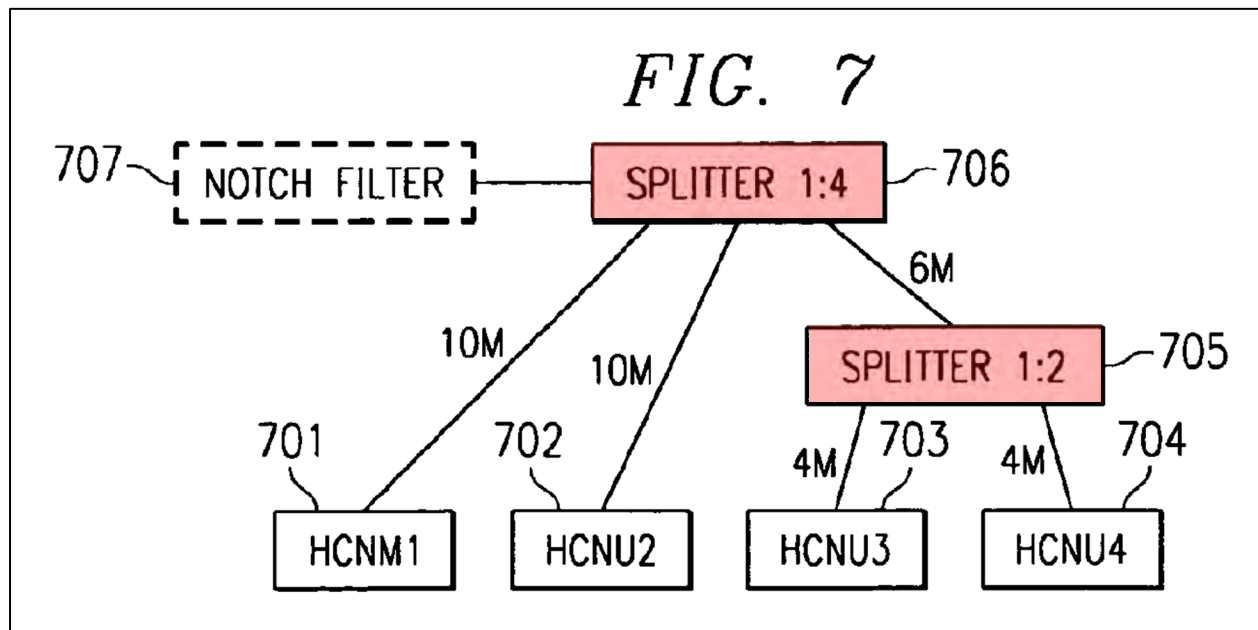 FIG. 7
707 NOTCH FILTER SPLITTER 1:4 706
6M
10M 10M SPLITTER 1:2 705
701 702 703 704
4M 4M
HCNM1 HCNU2 HCNU3 HCNU4